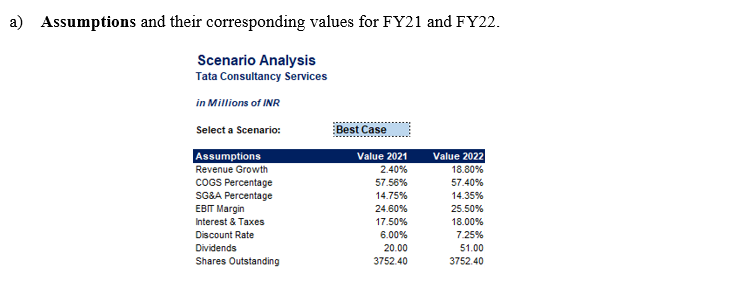 a) Assumptions and their corresponding values for FY21 and FY22.
Scenario Analysis
Tata Consultancy Services
in Millions of INR
Select a Scenario: Best Case
Assumptions Value 2021 Value 2022
Revenue Growth 2.40% 18.80%
COGS Percentage 57.56% 57.40%
SG&A Percentage 14.75% 14.35%
EBIT Margin 24.60% 25.50%
Interest & Taxes 17.50% 18.00%
Discount Rate 6.00% 7.25%
Dividends 20.00 51.00
Shares Outstanding 3752.40 3752.40